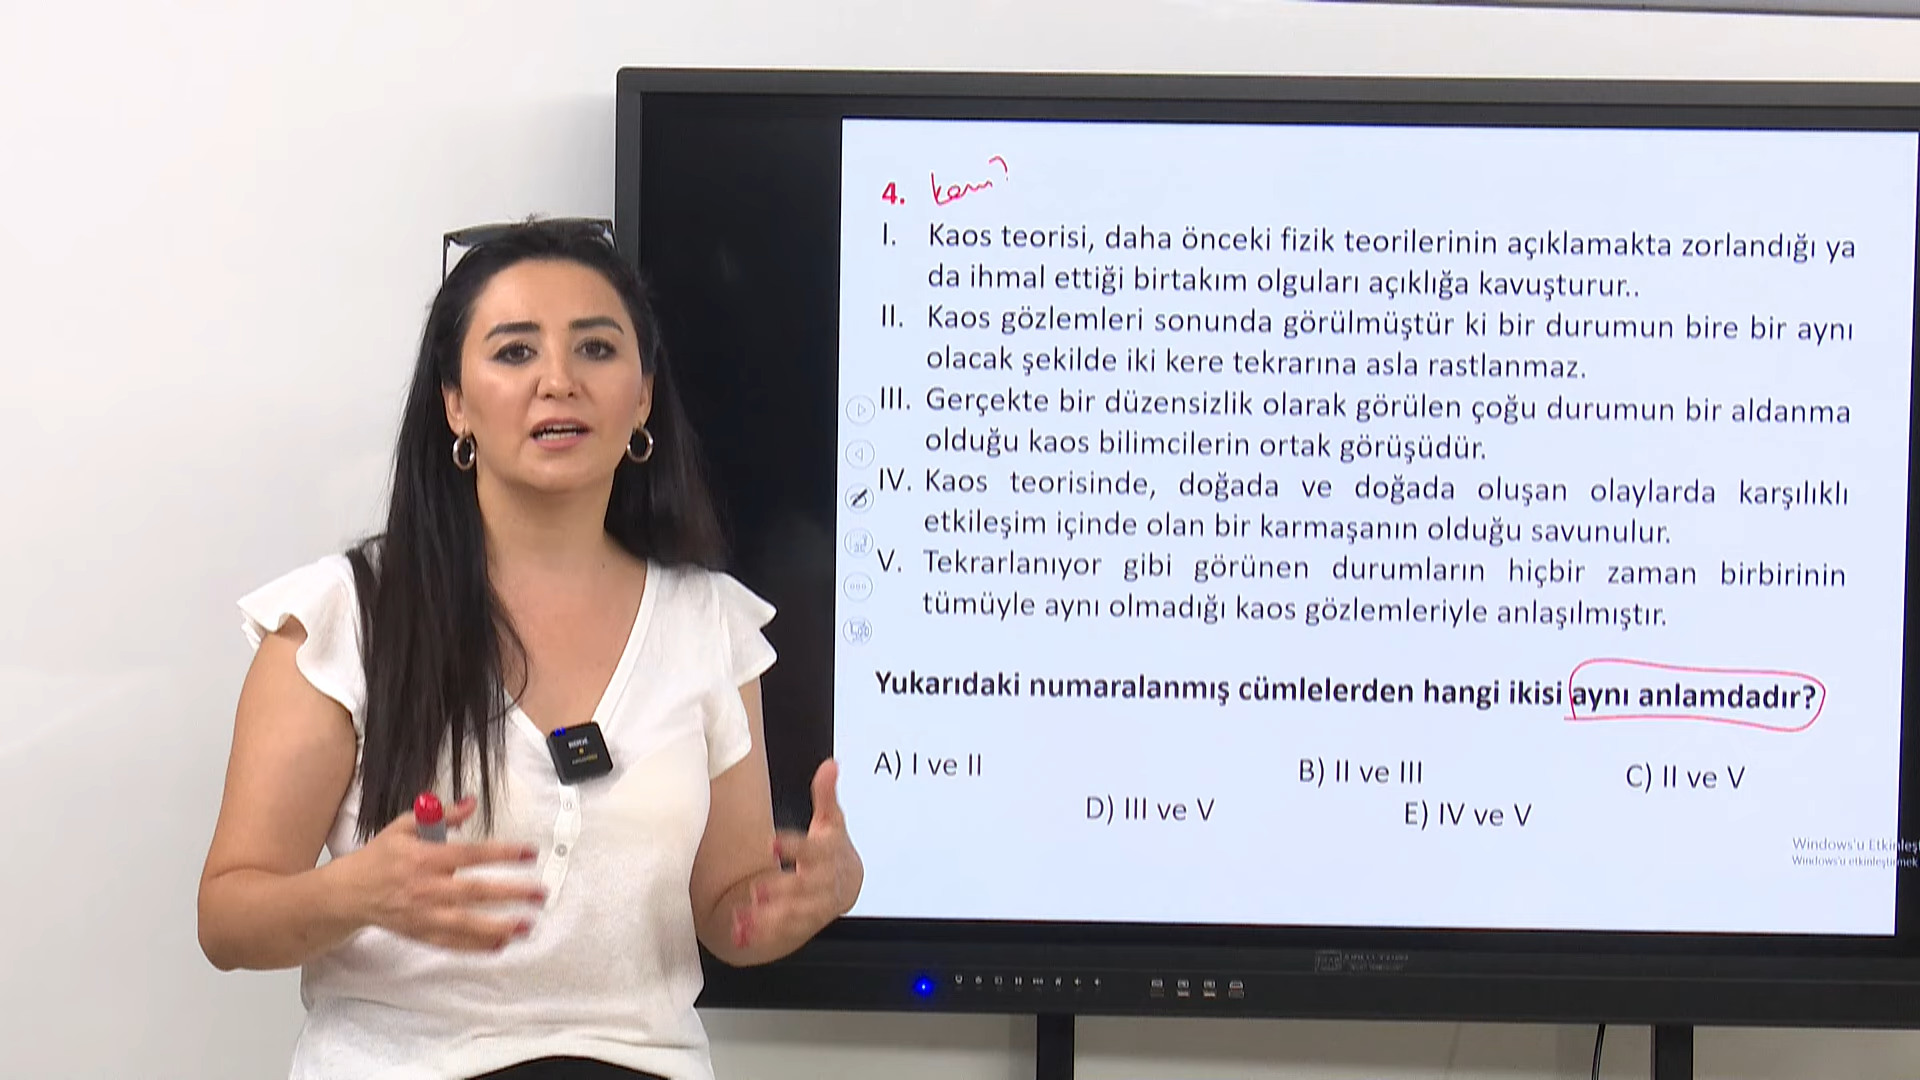 4.
I. Kaos teorisi, daha önceki fizik teorilerinin açıklamakta zorlandığı ya
da ihmal ettiği birtakım olguları açıklığa kavuşturur..
II. Kaos gözlemleri sonunda görülmüştür ki bir durumun bire bir aynı
olacak şekilde iki kere tekrarına asla rastlanmaz.
III. Gerçekte bir düzensizlik olarak görülen çoğu durumun bir aldanma
olduğu kaos bilimcilerin ortak görüşüdür.
IV. Kaos teorisinde, doğada ve doğada oluşan olaylarda karşılıklı
etkileşim içinde olan bir karmaşanın olduğu savunulur.
V. Tekrarlanıyor gibi görünen durumların hiçbir zaman birbirinin
tümüyle aynı olmadığı kaos gözlemleriyle anlaşılmıştır.
Yukarıdaki numaralanmış cümlelerden hangi ikisi aynı anlamdadır?
A) I ve II B) II ve III C) II ve V
D) III ve V E) IV ve V
Windows'u Etkinleşt
Windows'u etkinleştirmek
RODE